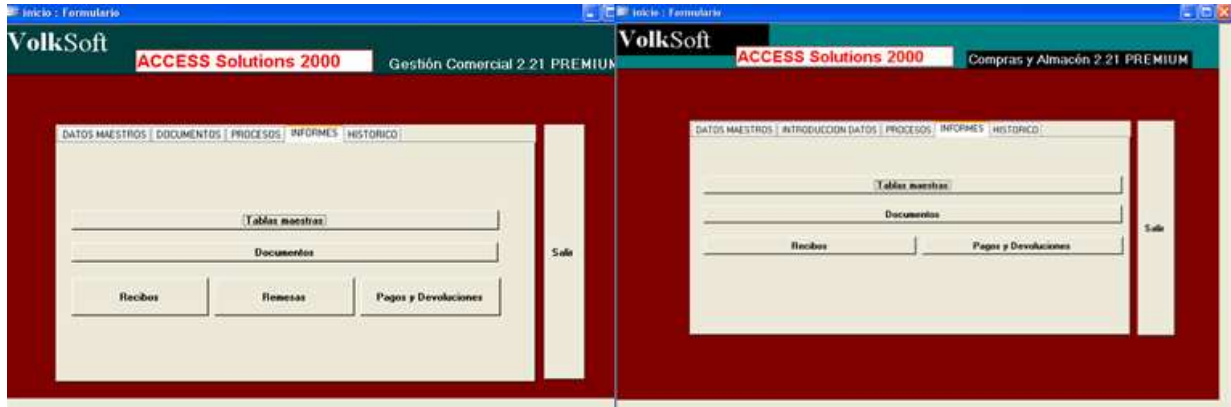 inicio : Formulario
VolkSoft
ACCESS Solutions 2000
Gestión Comercial 2.21 PREMIUM
DATOS MAESTROS DOCUMENTOS PROCESOS INFORMES HISTORICO
Tablas maestras
Documentos
Salir
Recibos Remesas Pagos y Devoluciones
inicio : Formulario
VolkSoft
ACCESS Solutions 2000
Compras y Almacón 2.21 PREMIUM
DATOS MAESTROS INTRODUCCION DATOS PROCESOS INFORMES HISTORICO
Tablas maestras
Documentos
Salir
Recibos Pagos y Devoluciones